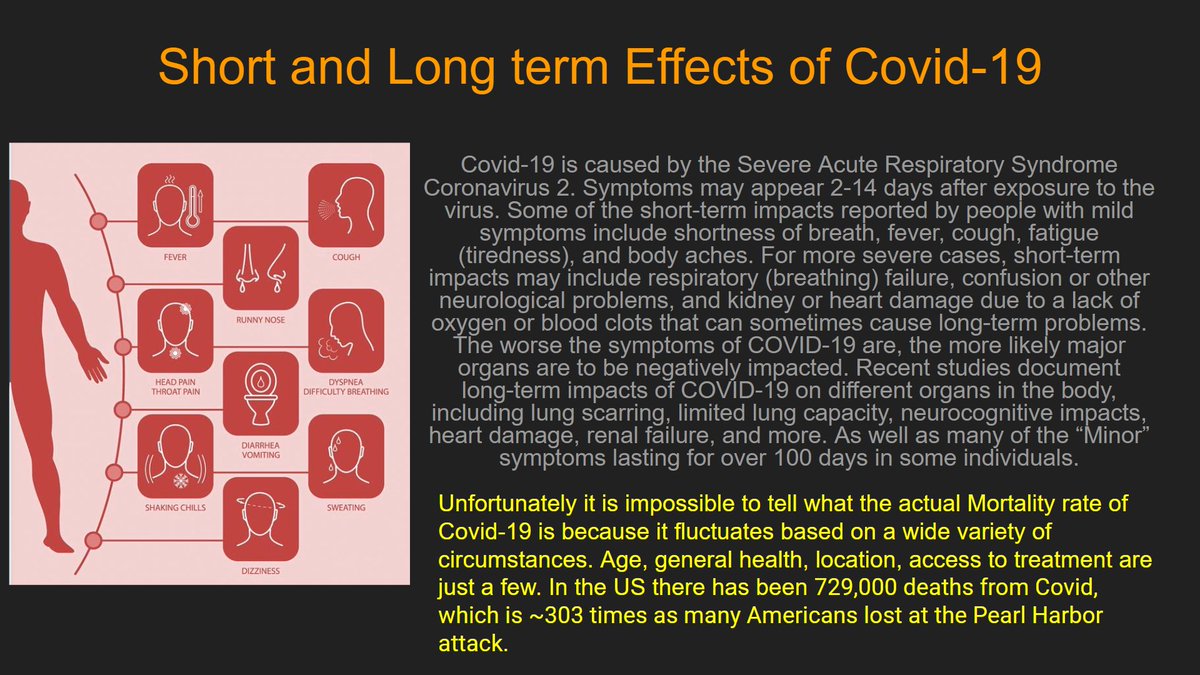 Short and Long term Effects of Covid-19
FEVER
COUGH
RUNNY NOSE
HEAD PAIN
THROAT PAIN
DYSPNEA
DIFFICULTY BREATHING
DIARRHEA
VOMITING
SHAKING CHILLS
SWEATING
DIZZINESS
Covid-19 is caused by the Severe Acute Respiratory Syndrome
Coronavirus 2. Symptoms may appear 2-14 days after exposure to the
virus. Some of the short-term impacts reported by people with mild
symptoms include shortness of breath, fever, cough, fatigue
(tiredness), and body aches. For more severe cases, short-term
impacts may include respiratory (breathing) failure, confusion or other
neurological problems, and kidney or heart damage due to a lack of
oxygen or blood clots that can sometimes cause long-term problems.
The worse the symptoms of COVID-19 are, the more likely major
organs are to be negatively impacted. Recent studies document
long-term impacts of COVID-19 on different organs in the body,
including lung scarring, limited lung capacity, neurocognitive impacts,
heart damage, renal failure, and more. As well as many of the “Minor”
symptoms lasting for over 100 days in some individuals.
Unfortunately it is impossible to tell what the actual Mortality rate of
Covid-19 is because it fluctuates based on a wide variety of
circumstances. Age, general health, location, access to treatment are
just a few. In the US there has been 729,000 deaths from Covid,
which is ~303 times as many Americans lost at the Pearl Harbor
attack.